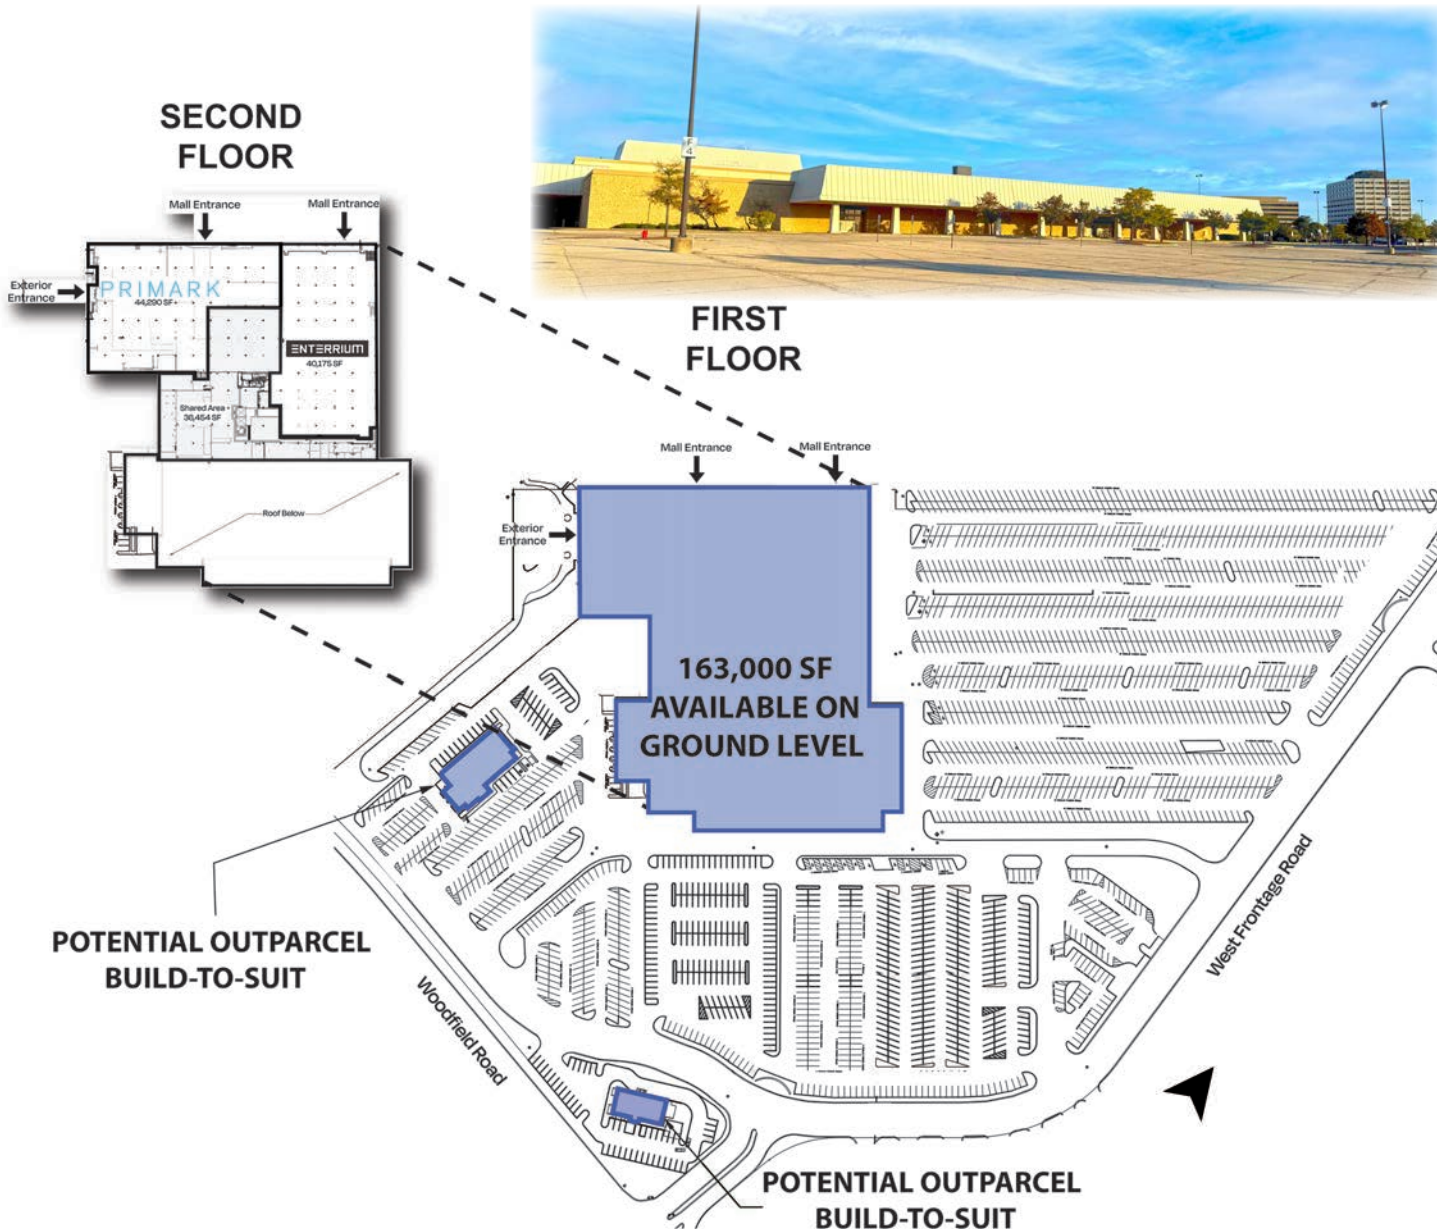 SECOND
FLOOR
Mall Entrance
Mall Entrance
Exterior
Entrance
PRIMARK
44,290 SF
ENTERRIUM
40,175 SF
Shared Area -
36,454 SF
Roof Below
F
4
FIRST
FLOOR
Mall Entrance
Mall Entrance
Exterior
Entrance
163,000 SF
AVAILABLE ON
GROUND LEVEL
POTENTIAL OUTPARCEL
BUILD-TO-SUIT
Woodfield Road
West Frontage Road
POTENTIAL OUTPARCEL
BUILD-TO-SUIT